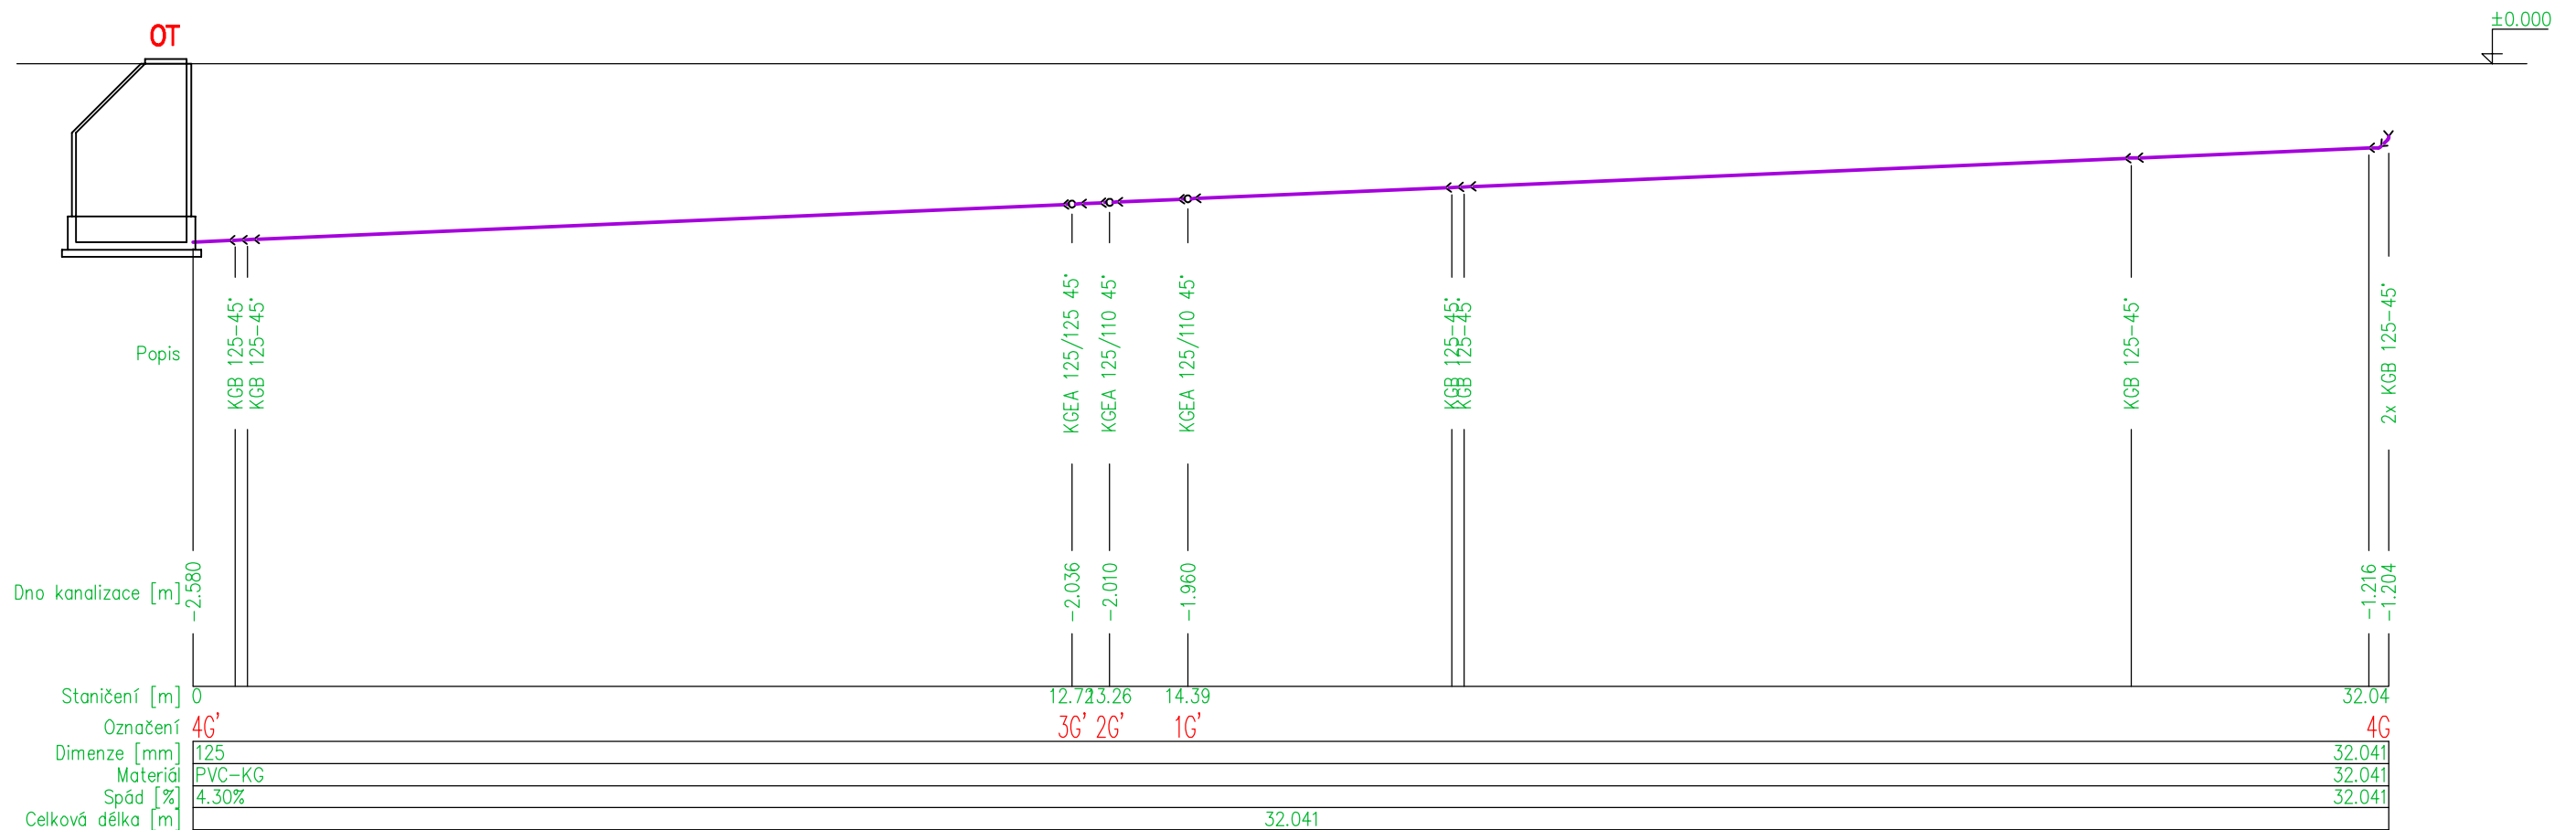 ±0.000
OT
Popis
KGB 125-45°
KGB 125-45°
KGEA 125/125 45°
KGEA 125/110 45°
KGEA 125/110 45°
KGB 125-45°
KGB 125-45°
KGB 125-45°
2x KGB 125-45°
Dno kanalizace [m] -2.580 -2.036 -2.010 -1.960 -1.216 -1.204
Staničení [m] 0 12.72 13.26 14.39 32.04
Označení 4G' 3G' 2G' 1G' 4G
Dimenze [mm] 125 32.041
Materiál PVC-KG 32.041
Spád [%] 4.30% 32.041
Celková délka [m] 32.041